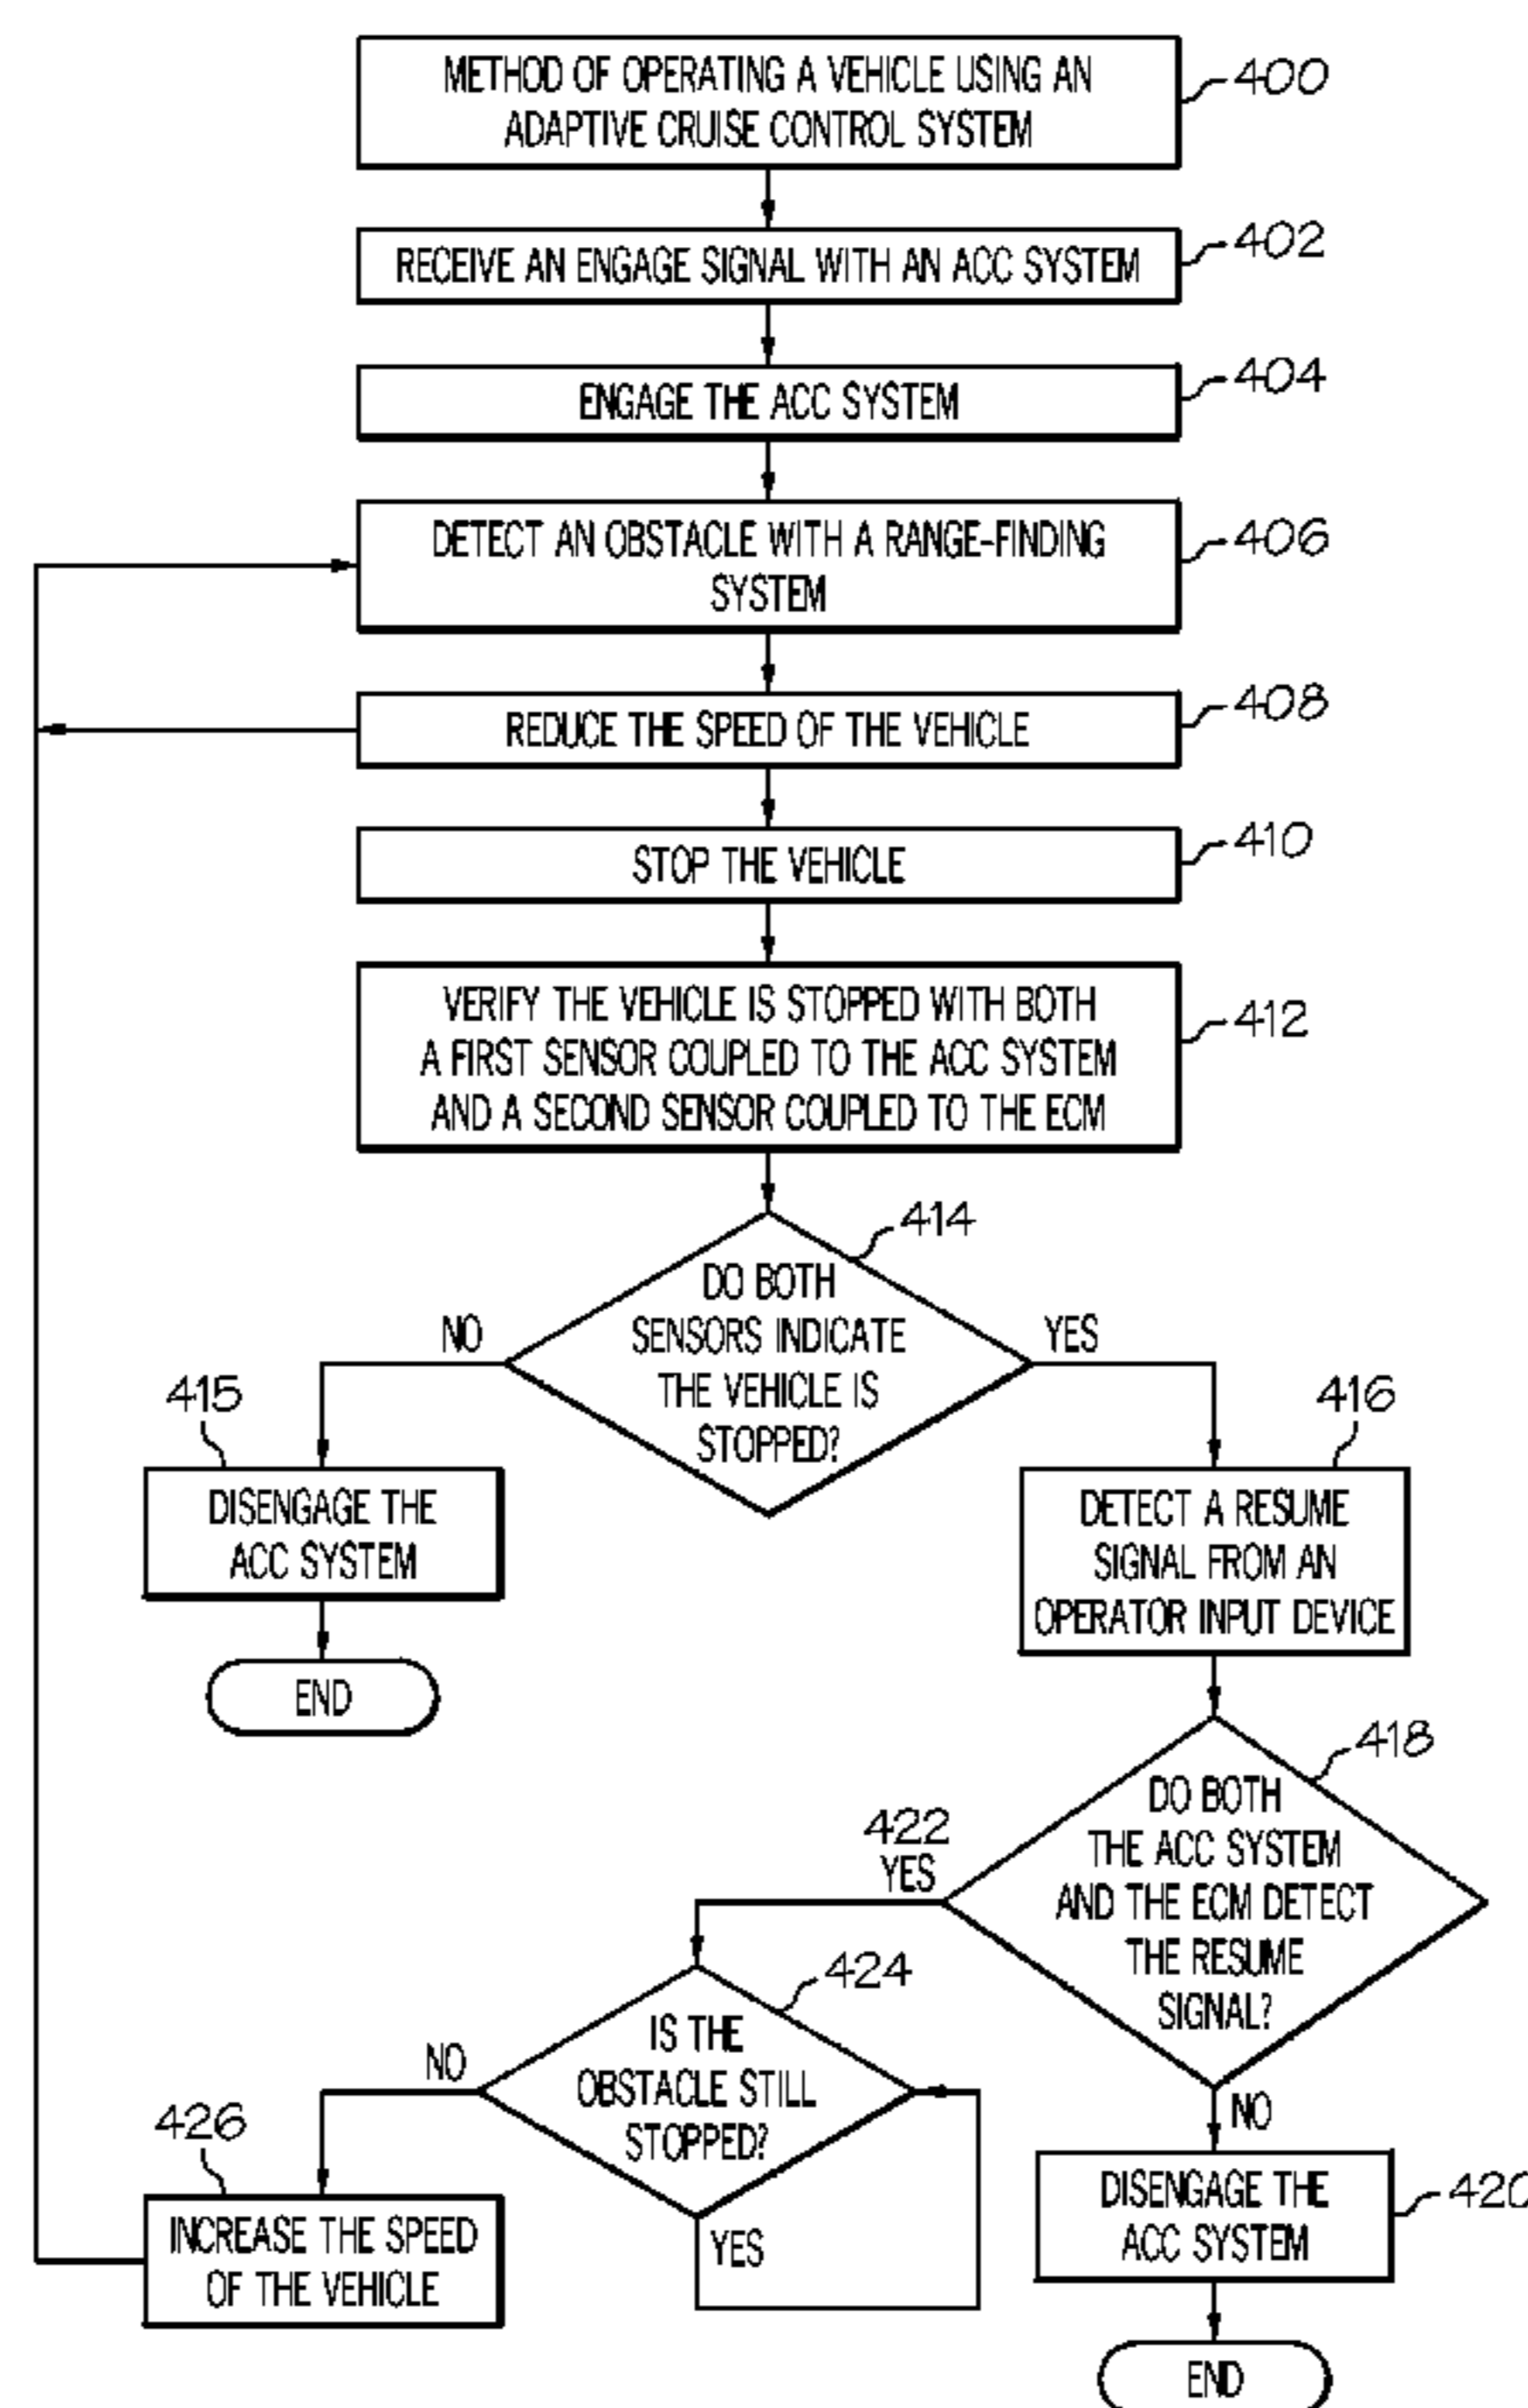 METHOD OF OPERATING A VEHICLE USING AN
ADAPTIVE CRUISE CONTROL SYSTEM
400
RECEIVE AN ENGAGE SIGNAL WITH AN ACC SYSTEM
402
ENGAGE THE ACC SYSTEM
404
DETECT AN OBSTACLE WITH A RANGE-FINDING
SYSTEM
406
REDUCE THE SPEED OF THE VEHICLE
408
STOP THE VEHICLE
410
VERIFY THE VEHICLE IS STOPPED WITH BOTH
A FIRST SENSOR COUPLED TO THE ACC SYSTEM
AND A SECOND SENSOR COUPLED TO THE ECM
412
414
DO BOTH
SENSORS INDICATE
THE VEHICLE IS
STOPPED?
NO
YES
415
DISENGAGE THE
ACC SYSTEM
END
416
DETECT A RESUME
SIGNAL FROM AN
OPERATOR INPUT DEVICE
418
DO BOTH
THE ACC SYSTEM
AND THE ECM DETECT
THE RESUME
SIGNAL?
422
YES
424
IS THE
OBSTACLE STILL
STOPPED?
NO
YES
426
INCREASE THE SPEED
OF THE VEHICLE
NO
DISENGAGE THE
ACC SYSTEM
420
END